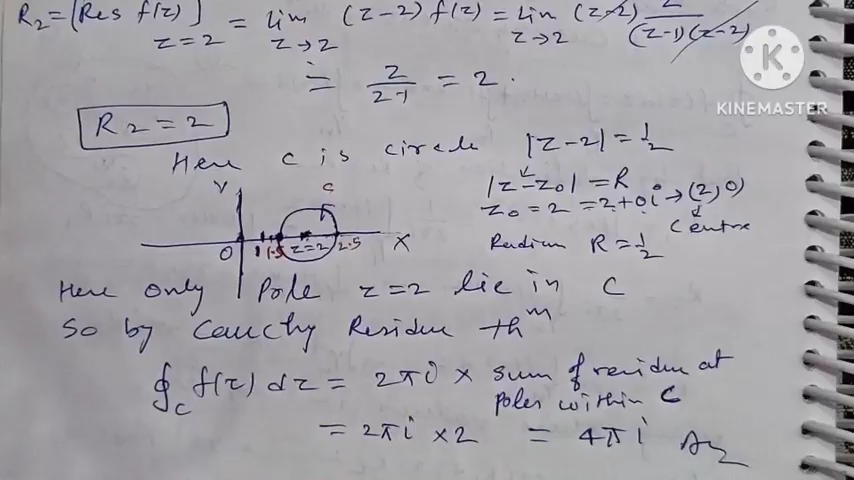 R₂ = [Res f(z)] z=2 = lim z→2 (z-2) f(z) = lim z→2 (z-2) z/(z-1)(z-2)
= 2/2-1 = 2.
R₂ = 2
Here C is circle |z-2| = 1/2
|z-z₀| = R
z₀ = 2 = 2+0i → (2,0)
Centre
Radius R = 1/2
Y C
O 1 1.5 z=2 2.5 X
Here only Pole z=2 lie in C
So by Cauchy Residue thᵐ
∮c f(z) dz = 2πi × sum of residue at
poles within C
= 2πi × 2 = 4πi Ans
K
KINEMASTER